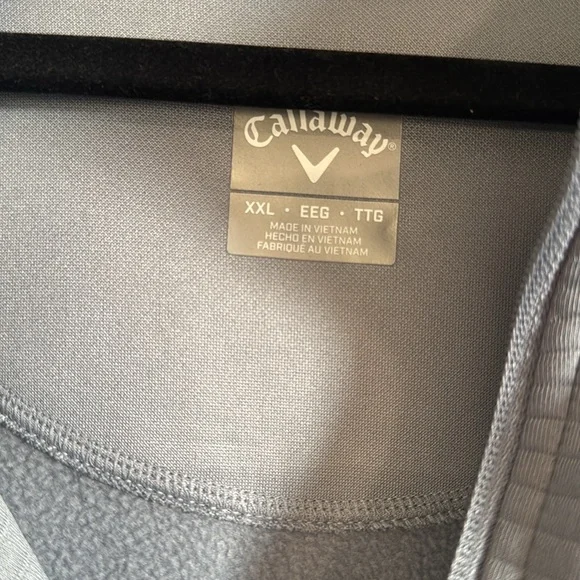 Callaway®
XXL · EEG · TTG
MADE IN VIETNAM
HECHO EN VIETNAM
FABRIQUÉ AU VIETNAM